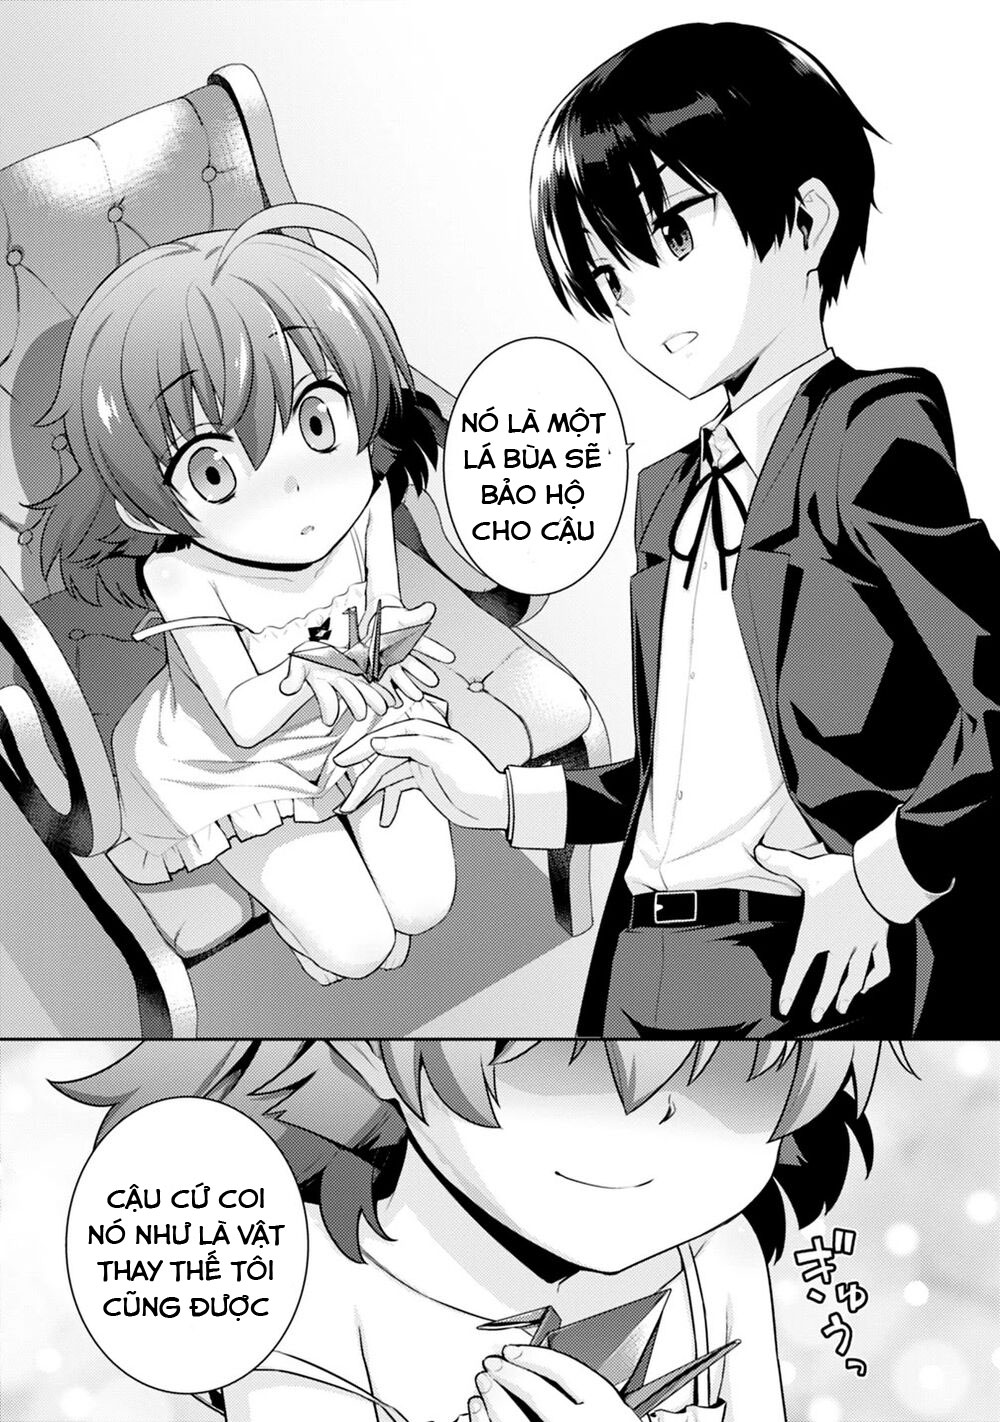 NÓ LÀ MỘT
LÁ BÙA SẼ
BẢO HỘ
CHO CẬU
CẬU CỨ COI
NÓ NHƯ LÀ VẬT
THAY THẾ TÔI
CŨNG ĐƯỢC
ぎゅうっ